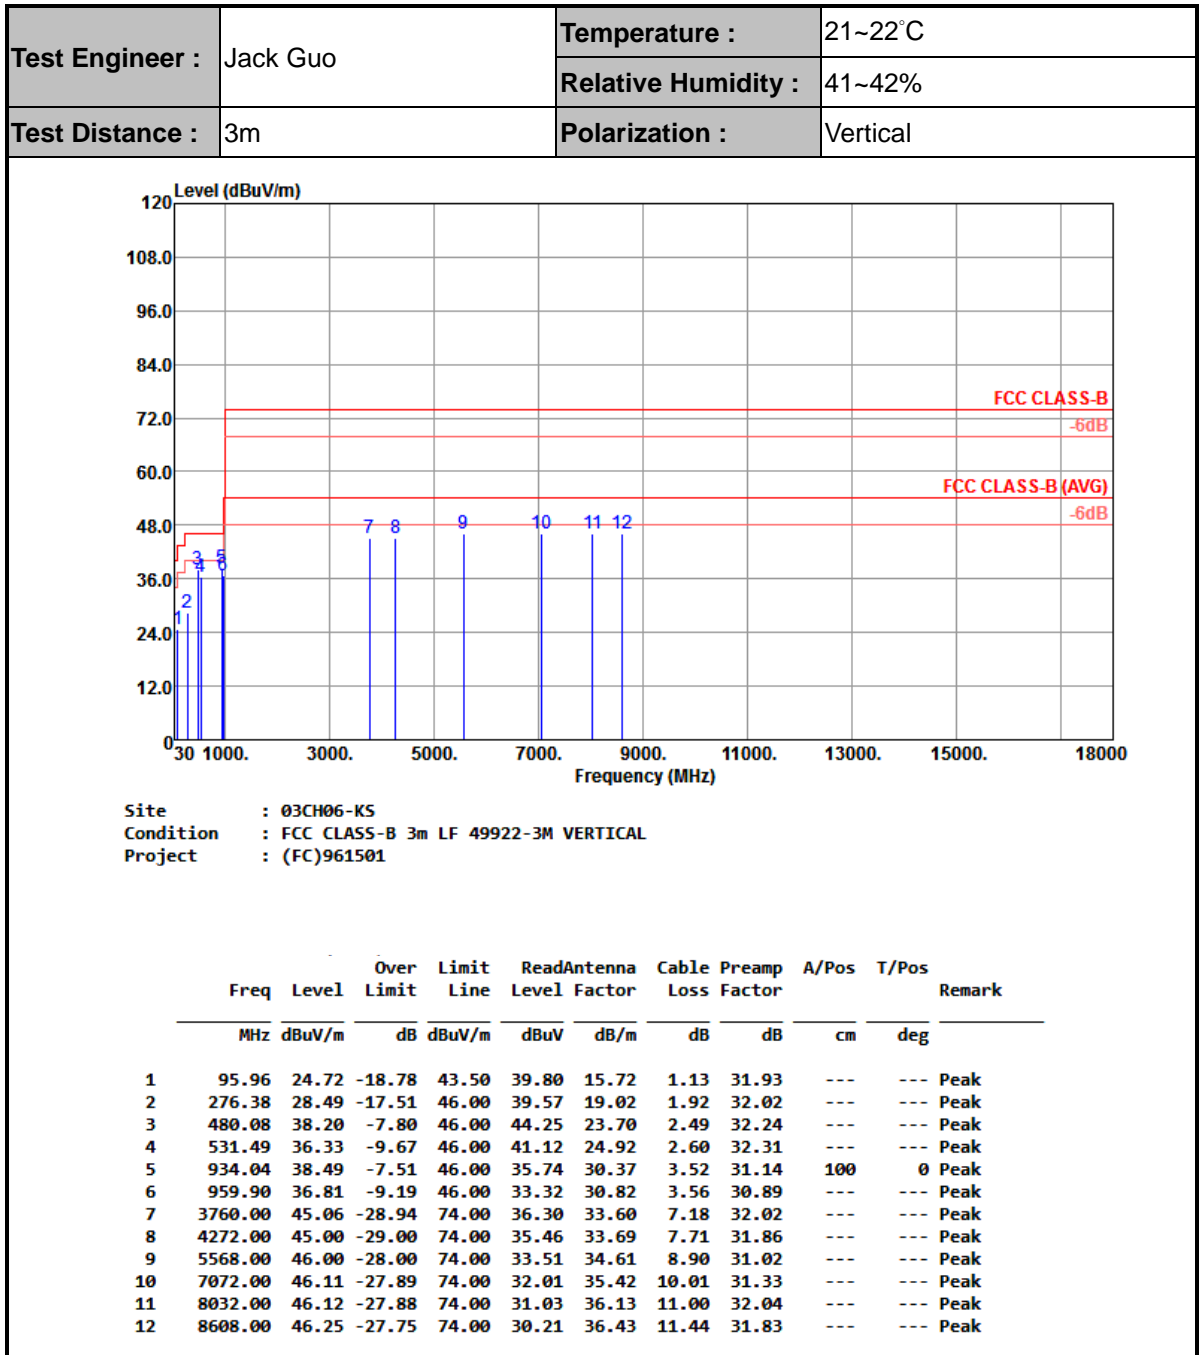 Test Engineer : Jack Guo Temperature : 21~22°C
Relative Humidity : 41~42%
Test Distance : 3m Polarization : Vertical
Level (dBuV/m)
120
108.0
96.0
84.0
FCC CLASS-B
72.0
-6dB
60.0
FCC CLASS-B (AVG)
-6dB
48.0
7 8 9 10 11 12
3 4 5 6
36.0
2
1
24.0
12.0
0
30 1000. 3000. 5000. 7000. 9000. 11000. 13000. 15000. 18000
Frequency (MHz)
Site : 03CH06-KS
Condition : FCC CLASS-B 3m LF 49922-3M VERTICAL
Project : (FC)961501
Over Limit ReadAntenna Cable Preamp A/Pos T/Pos
Freq Level Limit Line Level Factor Loss Factor Remark
MHz dBuV/m dB dBuV/m dBuV dB/m dB dB cm deg
1 95.96 24.72 -18.78 43.50 39.80 15.72 1.13 31.93 --- --- Peak
2 276.38 28.49 -17.51 46.00 39.57 19.02 1.92 32.02 --- --- Peak
3 480.08 38.20 -7.80 46.00 44.25 23.70 2.49 32.24 --- --- Peak
4 531.49 36.33 -9.67 46.00 41.12 24.92 2.60 32.31 --- --- Peak
5 934.04 38.49 -7.51 46.00 35.74 30.37 3.52 31.14 100 0 Peak
6 959.90 36.81 -9.19 46.00 33.32 30.82 3.56 30.89 --- --- Peak
7 3760.00 45.06 -28.94 74.00 36.30 33.60 7.18 32.02 --- --- Peak
8 4272.00 45.00 -29.00 74.00 35.46 33.69 7.71 31.86 --- --- Peak
9 5568.00 46.00 -28.00 74.00 33.51 34.61 8.90 31.02 --- --- Peak
10 7072.00 46.11 -27.89 74.00 32.01 35.42 10.01 31.33 --- --- Peak
11 8032.00 46.12 -27.88 74.00 31.03 36.13 11.00 32.04 --- --- Peak
12 8608.00 46.25 -27.75 74.00 30.21 36.43 11.44 31.83 --- --- Peak